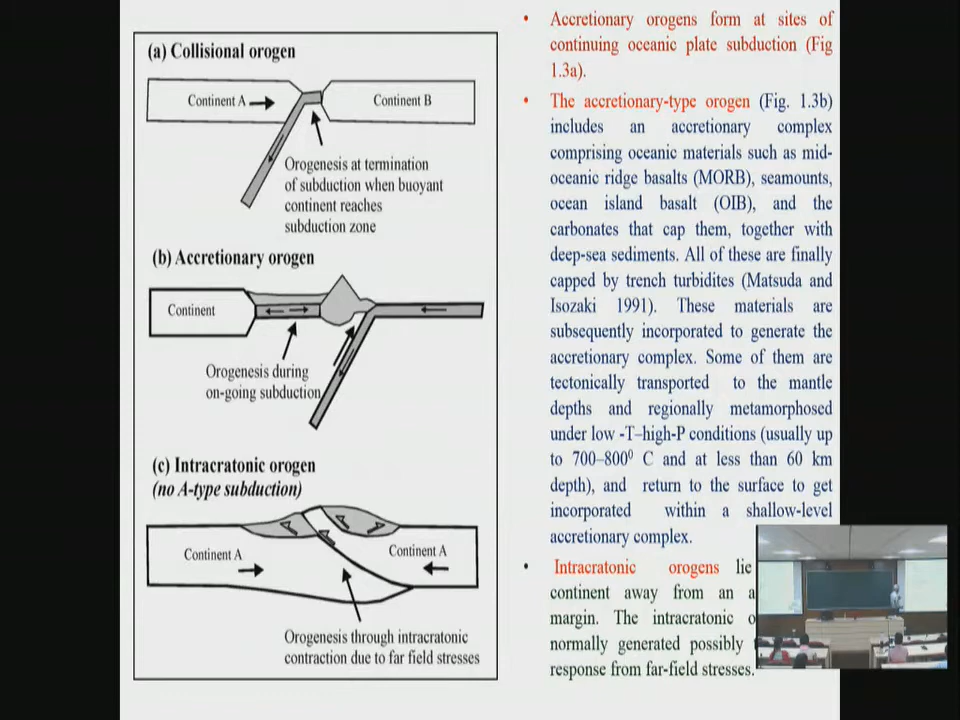 (a) Collisional orogen
Continent A
Continent B
Orogenesis at termination
of subduction when buoyant
continent reaches
subduction zone
(b) Accretionary orogen
Continent
Orogenesis during
on-going subduction
(c) Intracratonic orogen
(no A-type subduction)
Continent A
Continent A
Orogenesis through intracratonic
contraction due to far field stresses
• Accretionary orogens form at sites of
continuing oceanic plate subduction (Fig
1.3a).
• The accretionary-type orogen (Fig. 1.3b)
includes an accretionary complex
comprising oceanic materials such as mid-
oceanic ridge basalts (MORB), seamounts,
ocean island basalt (OIB), and the
carbonates that cap them, together with
deep-sea sediments. All of these are finally
capped by trench turbidites (Matsuda and
Isozaki 1991). These materials are
subsequently incorporated to generate the
accretionary complex. Some of them are
tectonically transported to the mantle
depths and regionally metamorphosed
under low -T–high-P conditions (usually up
to 700–800⁰ C and at less than 60 km
depth), and return to the surface to get
incorporated within a shallow-level
accretionary complex.
• Intracratonic orogens lie
continent away from an a
margin. The intracratonic o
normally generated possibly
response from far-field stresses.